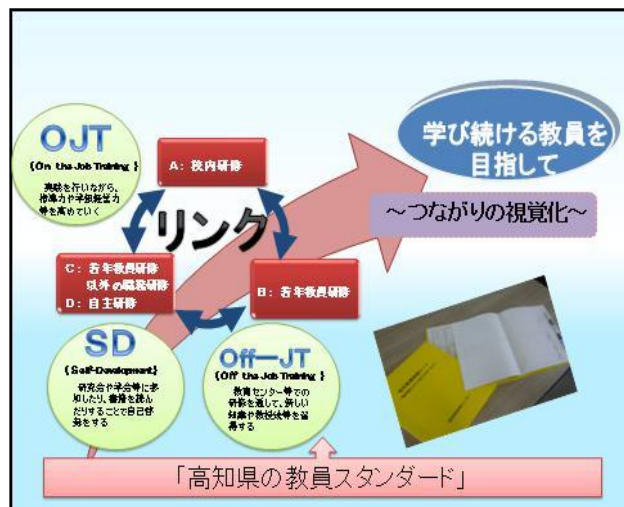 学び続ける教員を
目指して
～つながりの視覚化～
OJT
(On the Job Training)
実践を行いながら、
指導力や学級経営力
等を高めていく
A：校内研修
リンク
C：若年教員研修
以外の職務研修
D：自主研修
B：若年教員研修
SD
(Self-Development)
研究会や学会等に参
加したり、書籍を読ん
だりすることで自己啓
発をする
Off－JT
(Off the Job Training)
教育センター等での
研修を通して、新しい
知識や教授法等を習
得する
「高知県の教員スタンダード」